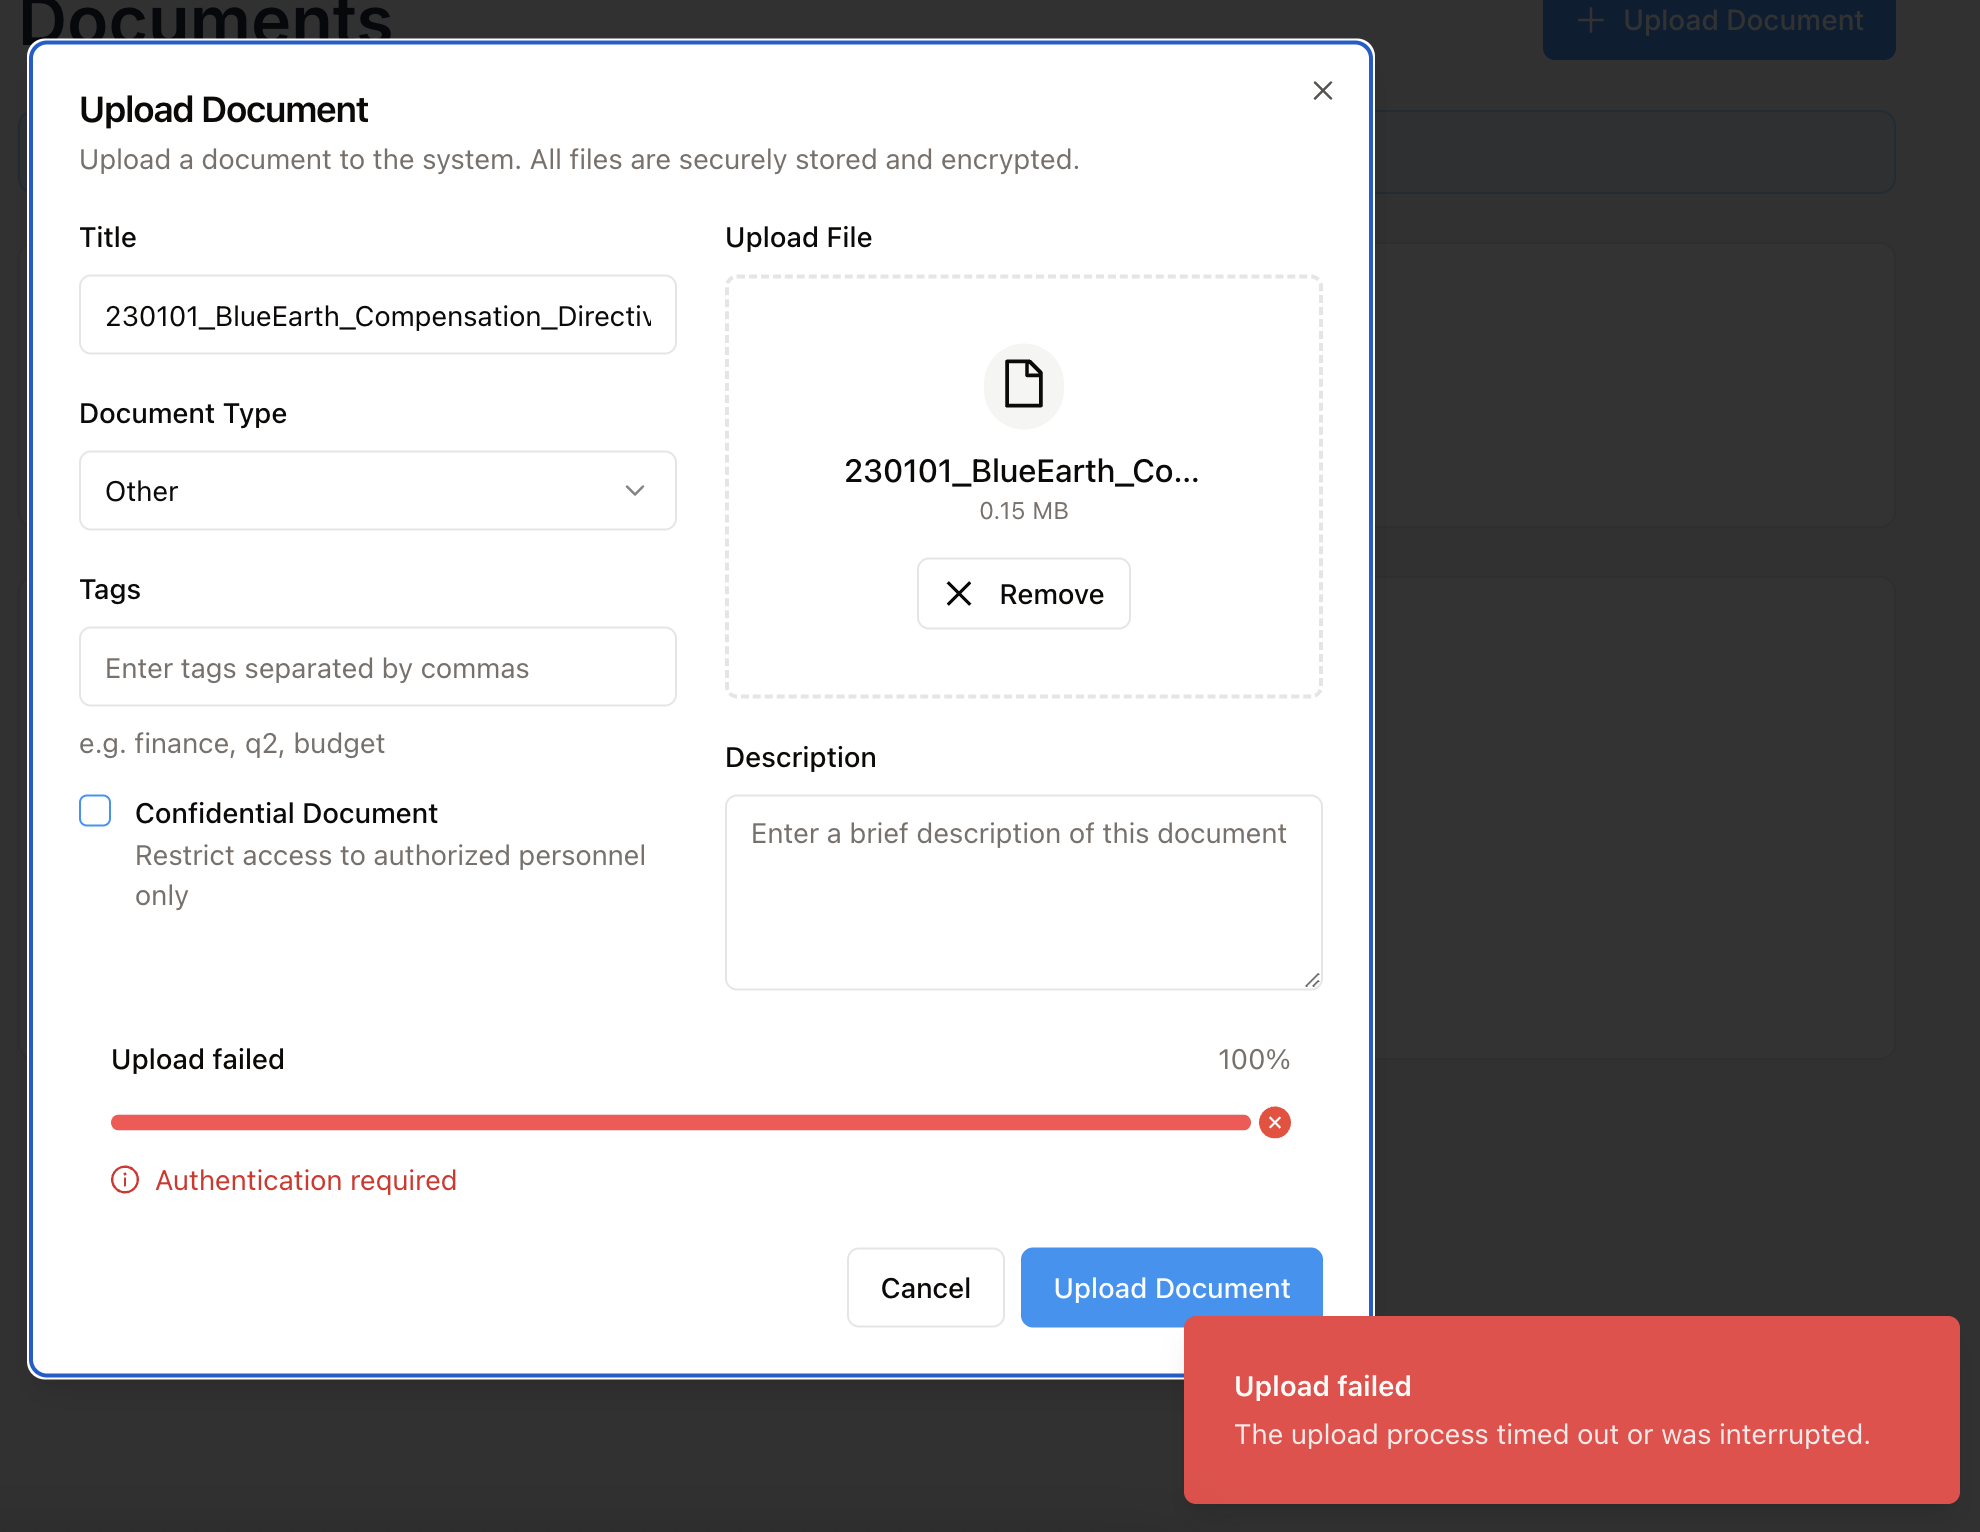 Documents
+ Upload Document
Upload Document
Upload a document to the system. All files are securely stored and encrypted.
Title
230101_BlueEarth_Compensation_Directiv
Document Type
Other
Tags
Enter tags separated by commas
e.g. finance, q2, budget
Confidential Document
Restrict access to authorized personnel
only
Upload File
230101_BlueEarth_Co...
0.15 MB
Remove
Description
Enter a brief description of this document
Upload failed
100%
Authentication required
Cancel
Upload Document
Upload failed
The upload process timed out or was interrupted.